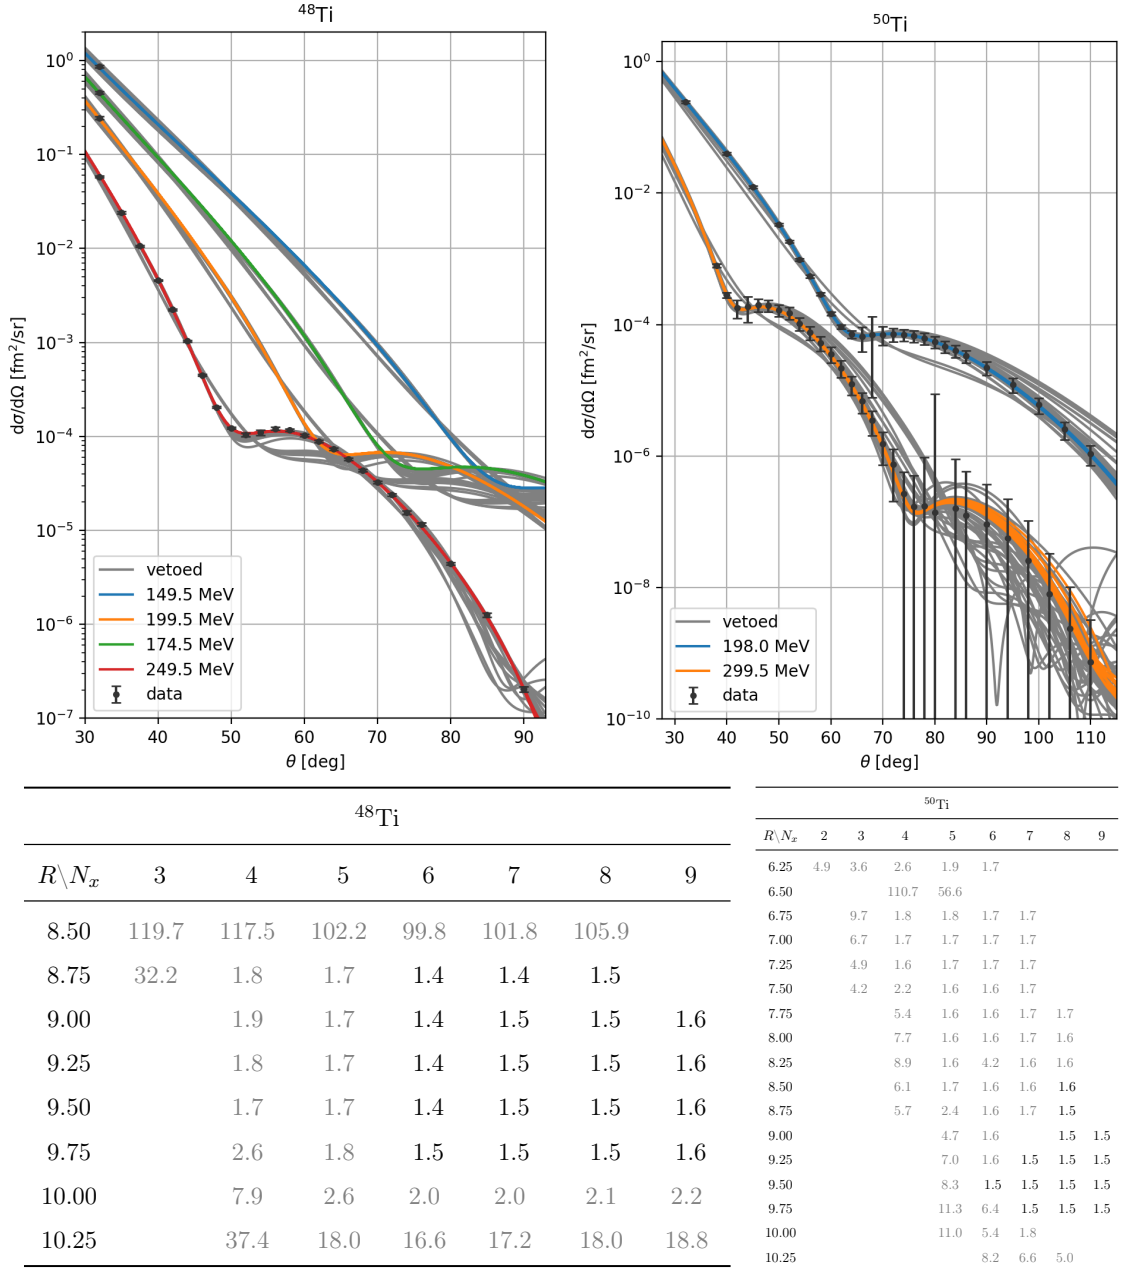 ⁴⁸Ti
dσ/dΩ [fm²/sr]
10⁰
10⁻¹
10⁻²
10⁻³
10⁻⁴
10⁻⁵
10⁻⁶
10⁻⁷
vetoed
149.5 MeV
199.5 MeV
174.5 MeV
249.5 MeV
data
30 40 50 60 70 80 90
θ [deg]
⁵⁰Ti
dσ/dΩ [fm²/sr]
10⁰
10⁻²
10⁻⁴
10⁻⁶
10⁻⁸
10⁻¹⁰
vetoed
198.0 MeV
299.5 MeV
data
30 40 50 60 70 80 90 100 110
θ [deg]
⁴⁸Ti
R\Nₓ 3 4 5 6 7 8 9
8.50 119.7 117.5 102.2 99.8 101.8 105.9
8.75 32.2 1.8 1.7 1.4 1.4 1.5
9.00 1.9 1.7 1.4 1.5 1.5 1.6
9.25 1.8 1.7 1.4 1.5 1.5 1.6
9.50 1.7 1.7 1.4 1.5 1.5 1.6
9.75 2.6 1.8 1.5 1.5 1.5 1.6
10.00 7.9 2.6 2.0 2.0 2.1 2.2
10.25 37.4 18.0 16.6 17.2 18.0 18.8
⁵⁰Ti
R\Nₓ 2 3 4 5 6 7 8 9
6.25 4.9 3.6 2.6 1.9 1.7
6.50 110.7 56.6
6.75 9.7 1.8 1.8 1.7 1.7
7.00 6.7 1.7 1.7 1.7 1.7
7.25 4.9 1.6 1.7 1.7 1.7
7.50 4.2 2.2 1.6 1.6 1.7
7.75 5.4 1.6 1.6 1.7 1.7
8.00 7.7 1.6 1.6 1.7 1.6
8.25 8.9 1.6 4.2 1.6 1.6
8.50 6.1 1.7 1.6 1.6 1.6
8.75 5.7 2.4 1.6 1.7 1.5
9.00 4.7 1.6 1.5 1.5
9.25 7.0 1.6 1.5 1.5 1.5
9.50 8.3 1.5 1.5 1.5 1.5
9.75 11.3 6.4 1.5 1.5 1.5
10.00 11.0 5.4 1.8
10.25 8.2 6.6 5.0